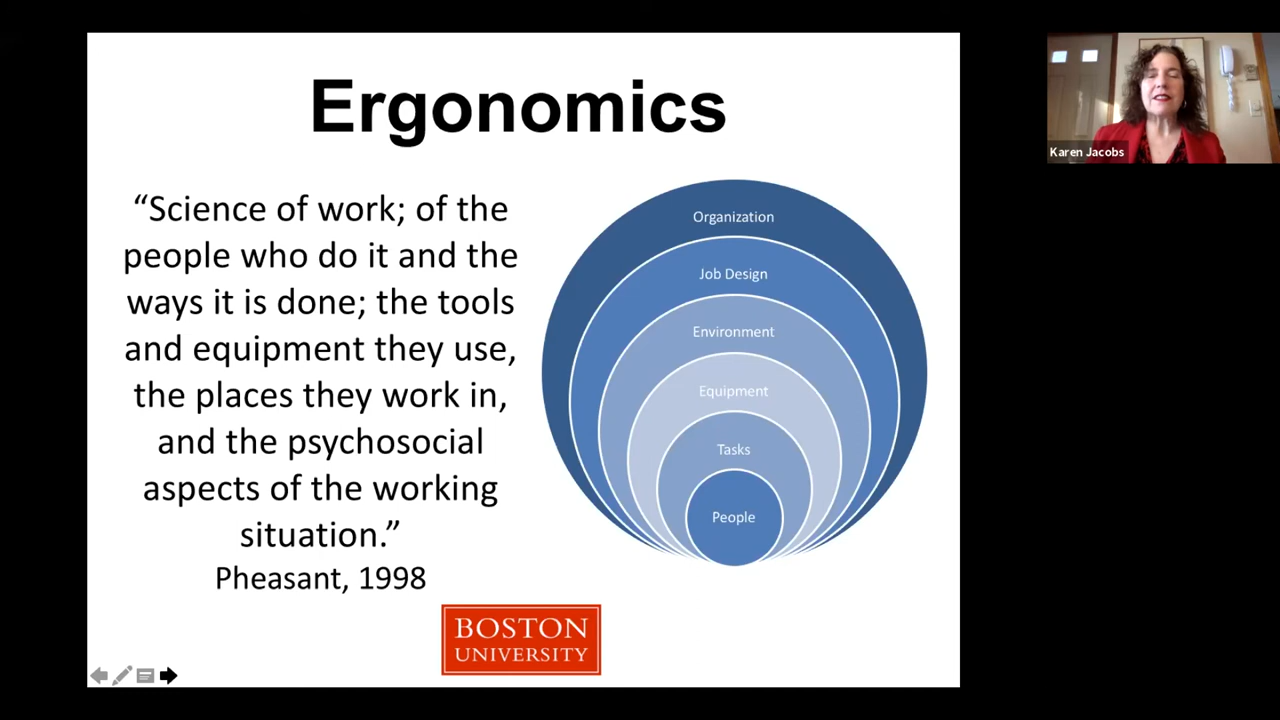 Ergonomics
“Science of work; of the
people who do it and the
ways it is done; the tools
and equipment they use,
the places they work in,
and the psychosocial
aspects of the working
situation.”
Pheasant, 1998
Organization
Job Design
Environment
Equipment
Tasks
People
BOSTON
UNIVERSITY
Karen Jacobs